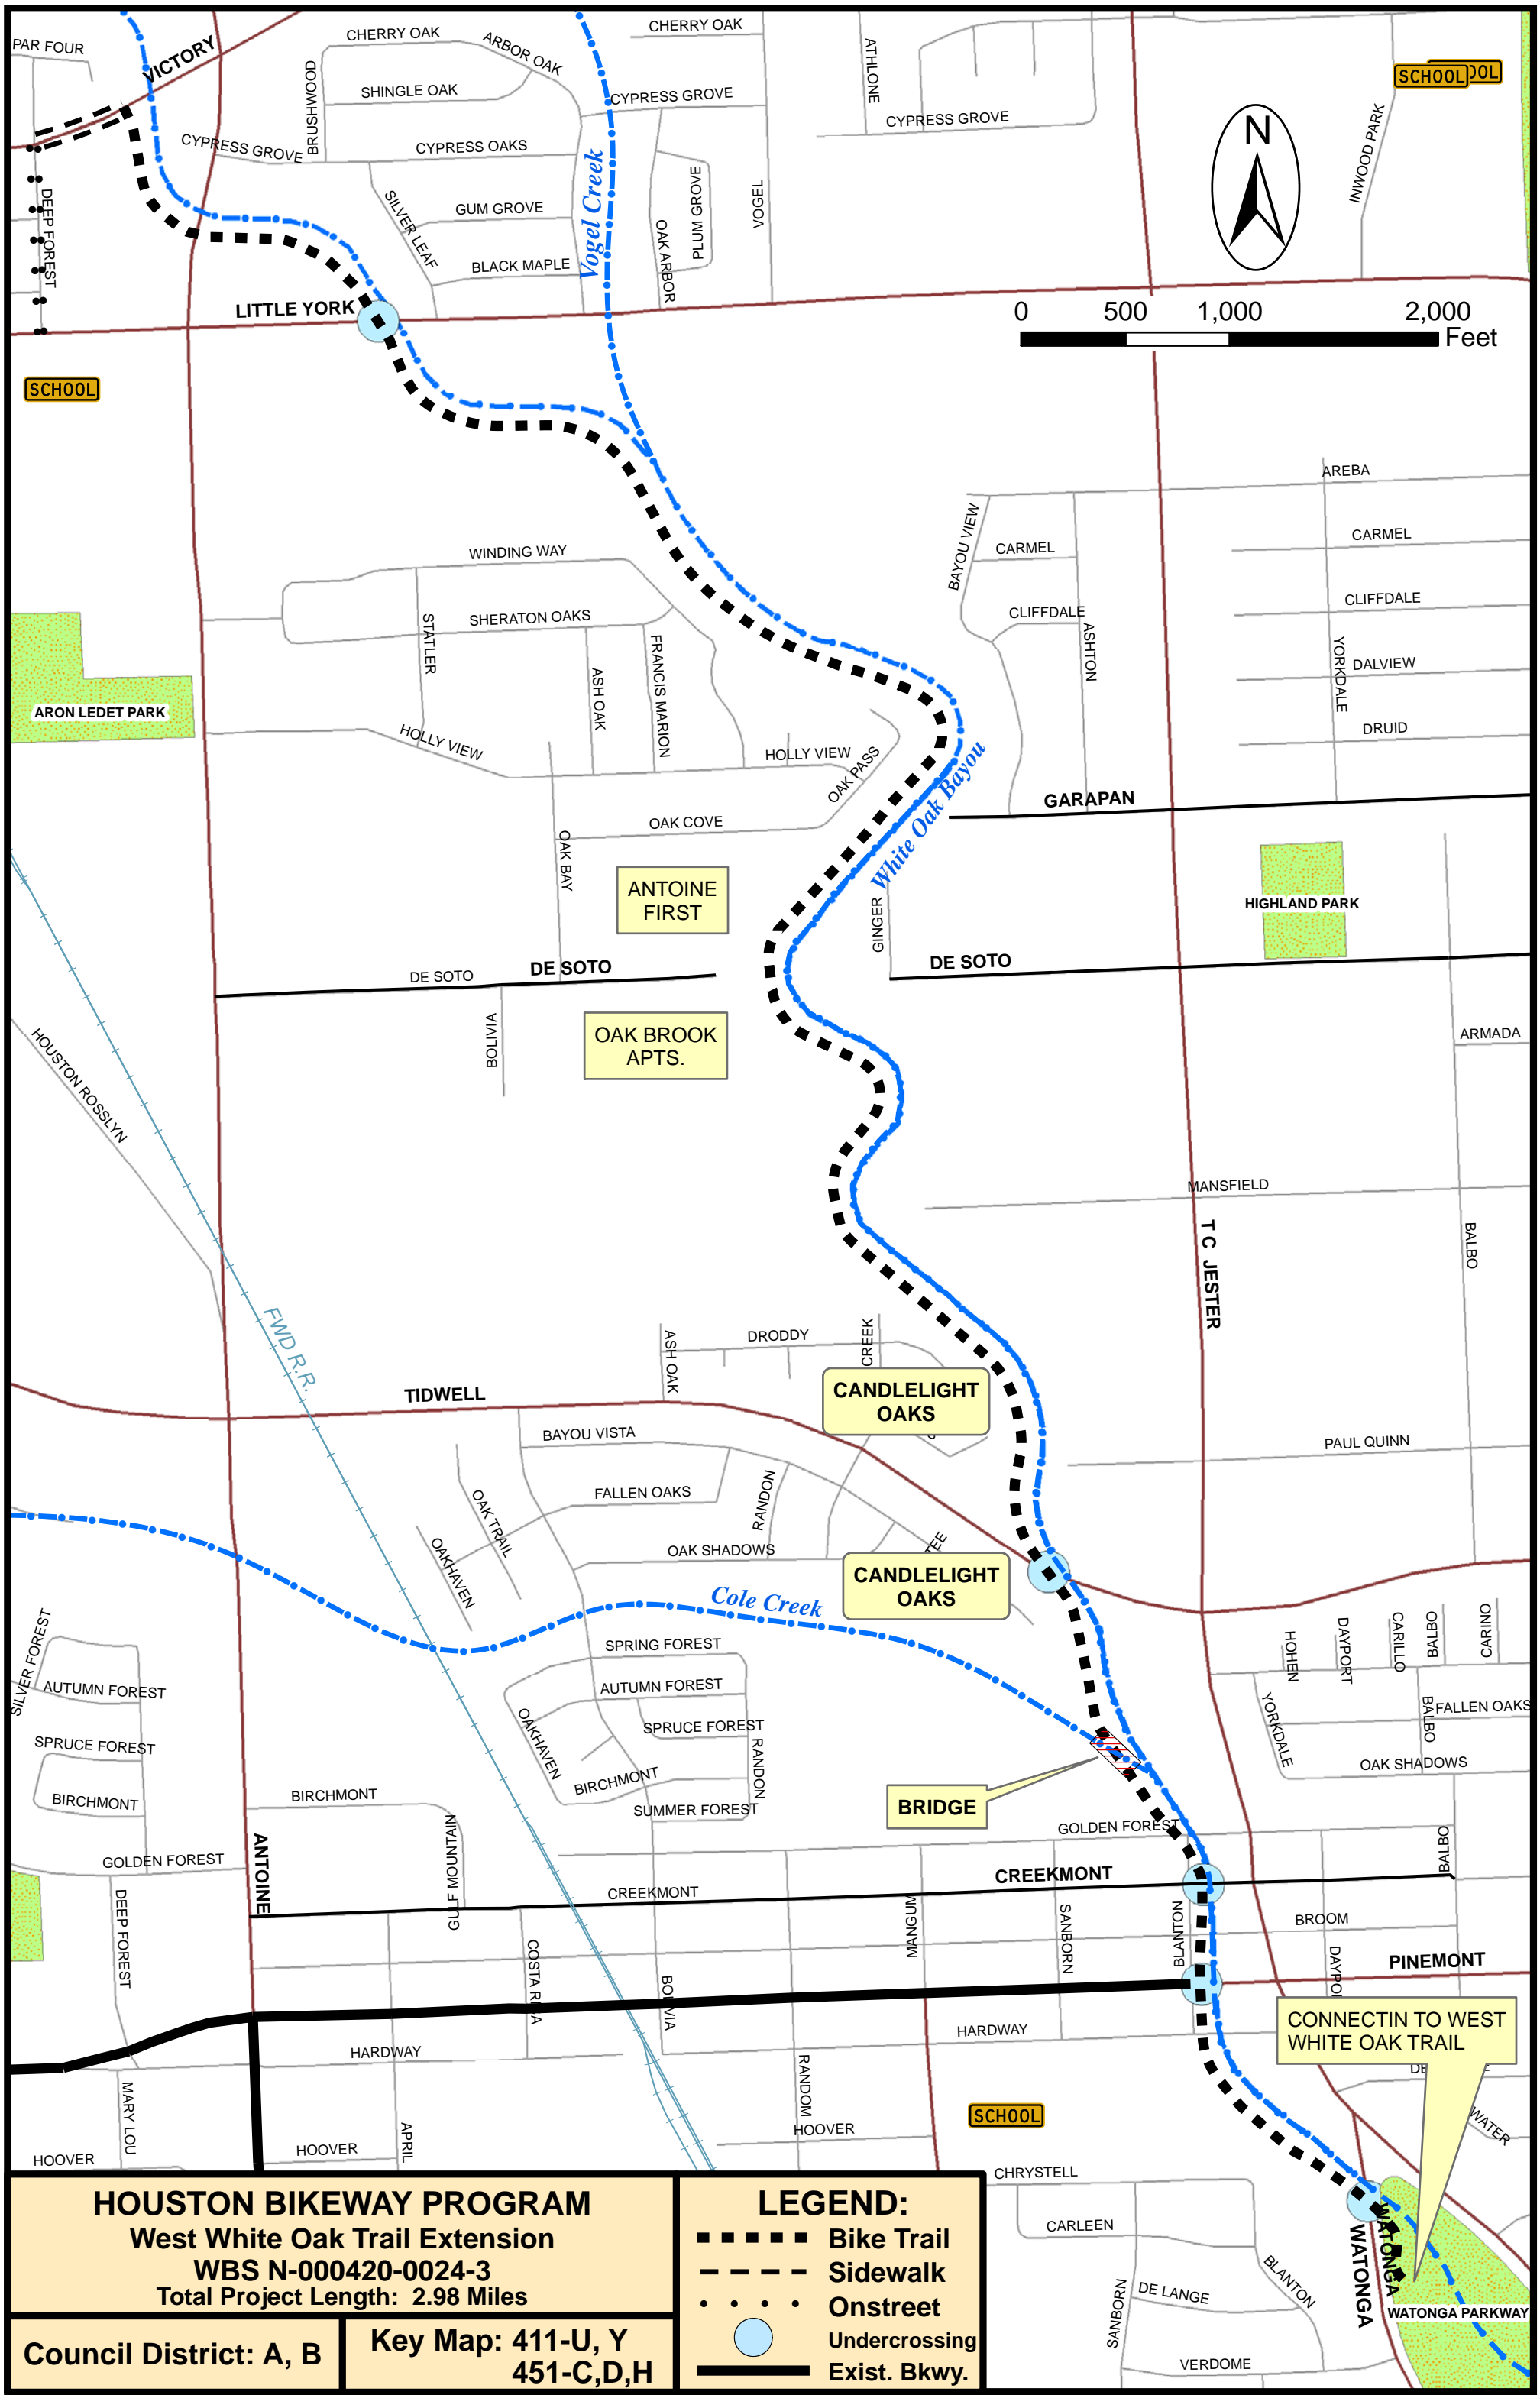 PAR FOUR
VICTORY
CHERRY OAK
ARBOR OAK
CHERRY OAK
ATHLONE
SCHOOL
OOL
BRUSHWOOD
SHINGLE OAK
CYPRESS GROVE
CYPRESS GROVE
INWOOD PARK
N
CYPRESS GROVE
CYPRESS OAKS
Vogel Creek
PLUM GROVE
VOGEL
DEEP FOREST
SILVER LEAF
GUM GROVE
OAK ARBOR
BLACK MAPLE
LITTLE YORK
0 500 1,000 2,000
Feet
SCHOOL
AREBA
BAYOU VIEW
CARMEL
CARMEL
WINDING WAY
SHERATON OAKS
CLIFFDALE
CLIFFDALE
STATLER
ASH OAK
FRANCIS MARION
ASHTON
YORKDALE
DALVIEW
ARON LEDET PARK
HOLLY VIEW
HOLLY VIEW
OAK PASS
DRUID
White Oak Bayou
GARAPAN
OAK COVE
OAK BAY
ANTOINE
FIRST
GINGER
HIGHLAND PARK
DE SOTO
DE SOTO
DE SOTO
BOLIVIA
OAK BROOK
APTS.
HOUSTON ROSSLYN
ARMADA
MANSFIELD
T C JESTER
BALBO
FWD R.R.
ASH OAK
DRODDY
CREEK
TIDWELL
CANDLELIGHT
OAKS
BAYOU VISTA
PAUL QUINN
FALLEN OAKS
RANDON
OAK TRAIL
OAKHAVEN
OAK SHADOWS
TEE
CANDLELIGHT
OAKS
Cole Creek
SILVER FOREST
SPRING FOREST
HOHEN
DAYPORT
CARILLO
BALBO
CARINO
AUTUMN FOREST
AUTUMN FOREST
OAKHAVEN
SPRUCE FOREST
RANDON
YORKDALE
BALBO
FALLEN OAKS
SPRUCE FOREST
OAK SHADOWS
BIRCHMONT
BIRCHMONT
BIRCHMONT
SUMMER FOREST
BRIDGE
GOLDEN FOREST
GOLDEN FOREST
ANTOINE
GULF MOUNTAIN
BALBO
CREEKMONT
CREEKMONT
DEEP FOREST
COSTA RICA
BOLIVIA
MANGUM
SANBORN
BLANTON
BROOM
DAYPO
PINEMONT
CONNECTIN TO WEST
WHITE OAK TRAIL
HARDWAY
HARDWAY
DE
MARY LOU
APRIL
RANDOM
SCHOOL
WATER
HOOVER
HOOVER
HOOVER
CHRYSTELL
CARLEEN
WATONGA
WATONGA
BLANTON
DE LANGE
SANBORN
WATONGA PARKWAY
VERDOME
HOUSTON BIKEWAY PROGRAM
West White Oak Trail Extension
WBS N-000420-0024-3
Total Project Length: 2.98 Miles
Council District: A, B
Key Map: 411-U, Y
451-C,D,H
LEGEND:
Bike Trail
Sidewalk
Onstreet
Undercrossing
Exist. Bkwy.